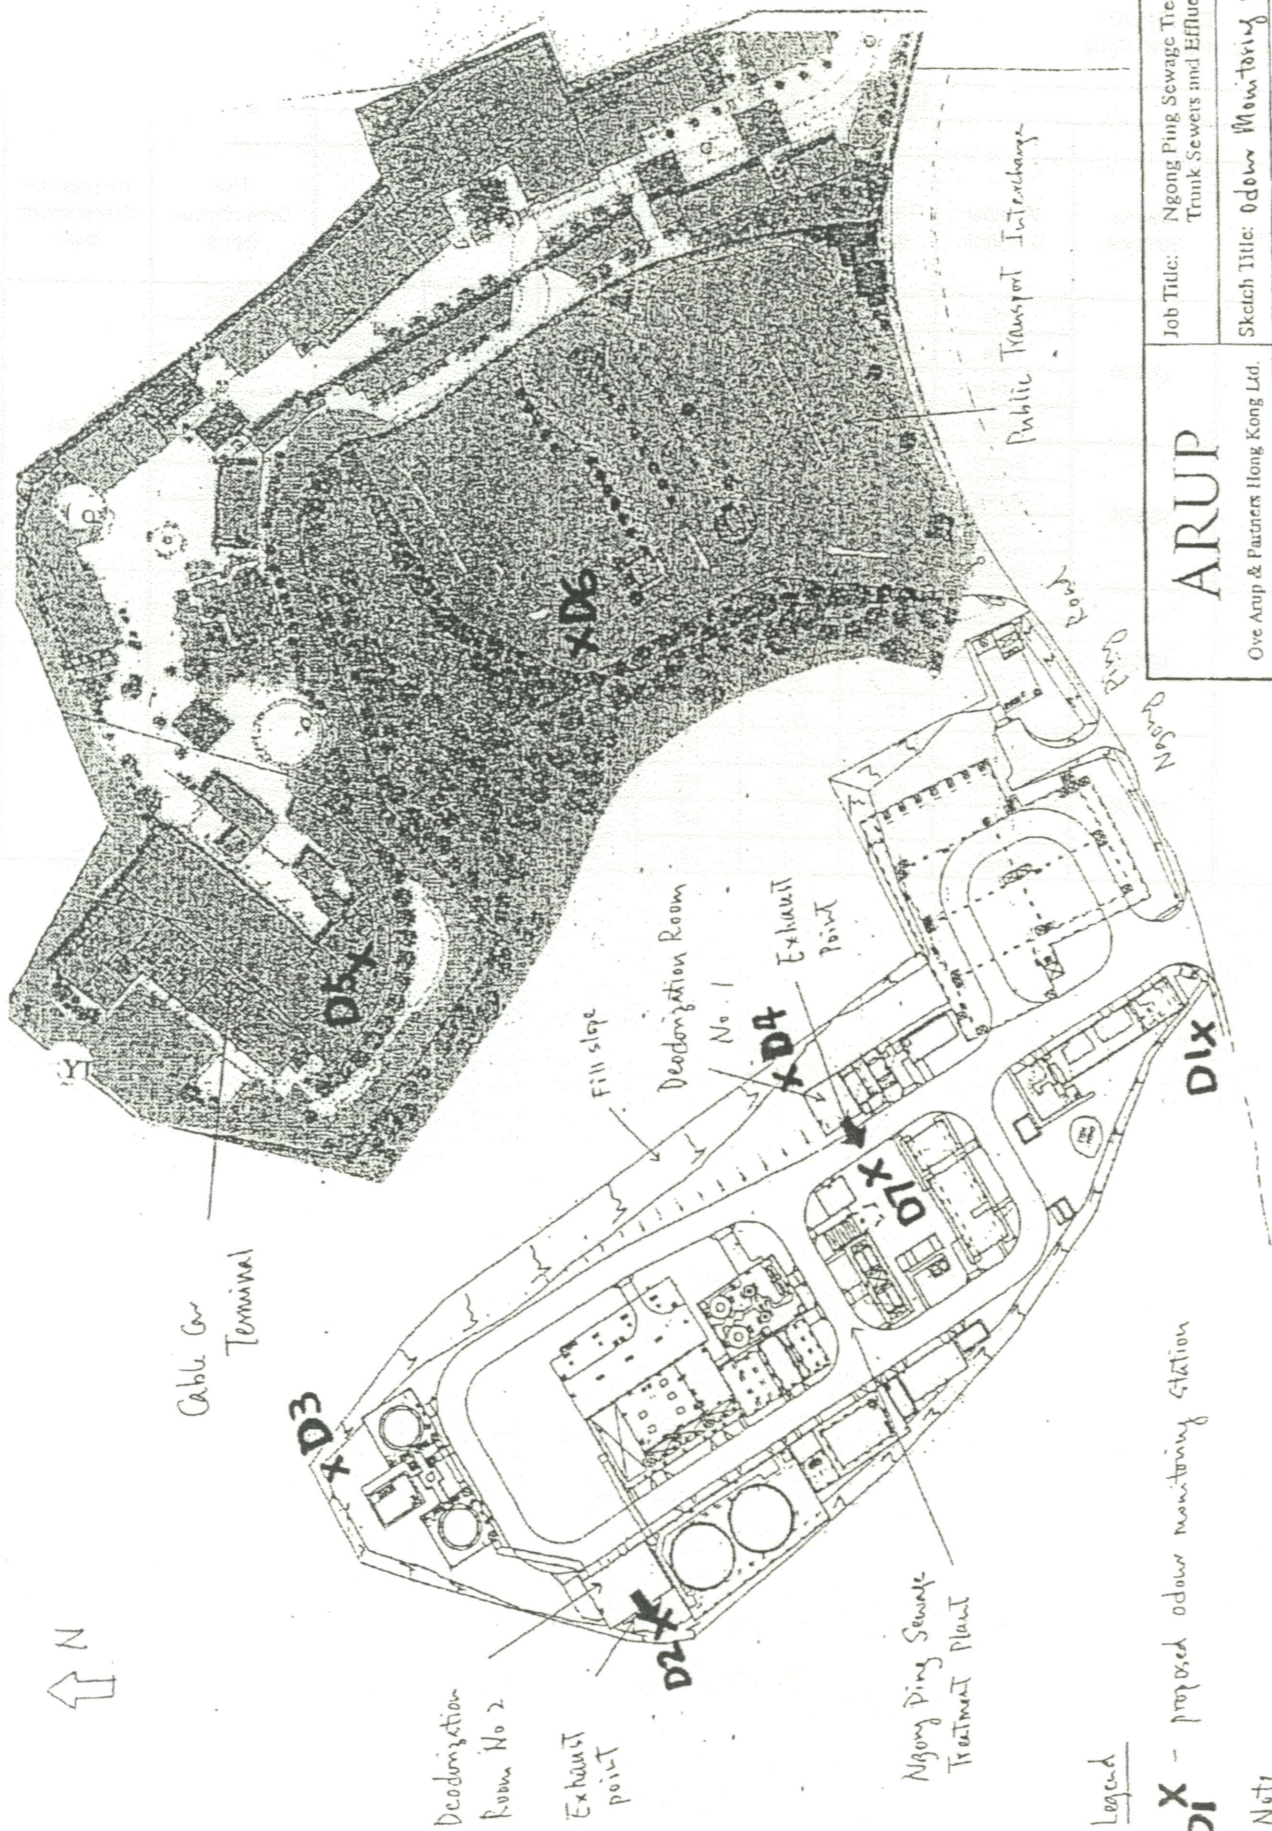 N
Cable Car
Terminal
YT
D5X
XD6
Public Transport Interchange
X D3
Fill slope
Deodorization Room
No. 1
X D4
Exhaust
Point
Deodorization
Room No 2
Exhaust
point
D2X
D7X
D1X
Ngong Ping Road
Ngong Ping Sewage
Treatment Plant
Legend
D1X - proposed odour monitoring station
Note
ARUP
Ove Arup & Partners Hong Kong Ltd.
Job Title: Ngong Ping Sewage Tre
Trunk Sewers and Efflue
Sketch Title: Odour Monitoring